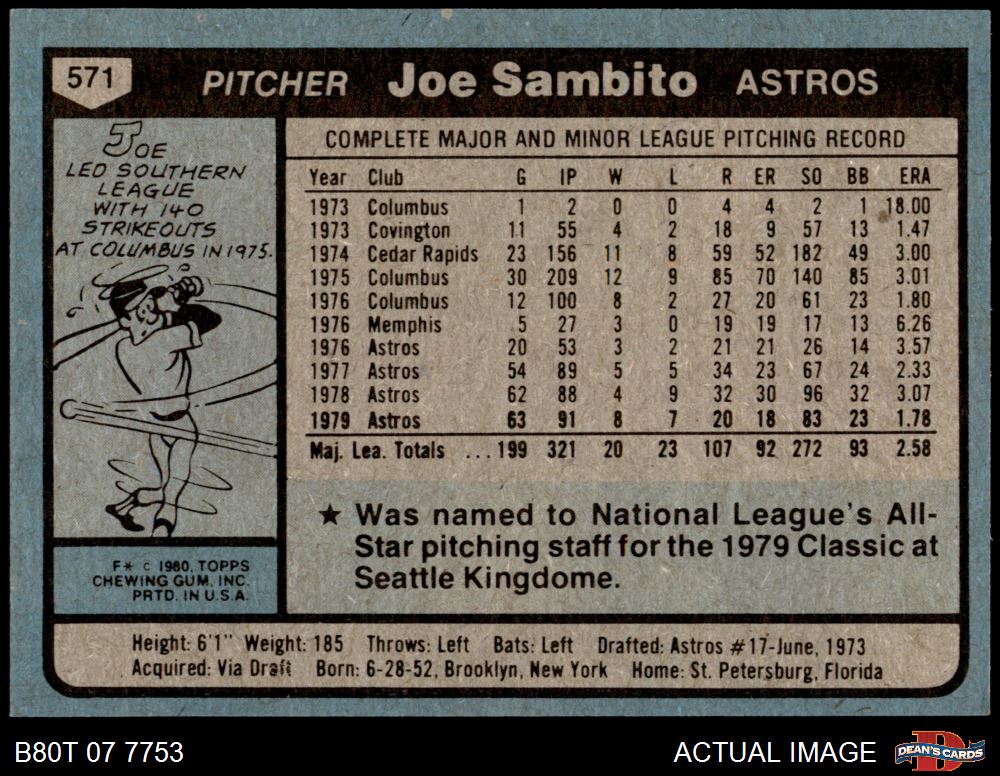 571
PITCHER Joe Sambito ASTROS
JOE
LED SOUTHERN
LEAGUE
WITH 140
STRIKEOUTS
AT COLUMBUS IN 1975.
COMPLETE MAJOR AND MINOR LEAGUE PITCHING RECORD
Year Club G IP W L R ER SO BB ERA
1973 Columbus 1 2 0 0 4 4 2 1 18.00
1973 Covington 11 55 4 2 18 9 57 13 1.47
1974 Cedar Rapids 23 156 11 8 59 52 182 49 3.00
1975 Columbus 30 209 12 9 85 70 140 85 3.01
1976 Columbus 12 100 8 2 27 20 61 23 1.80
1976 Memphis 5 27 3 0 19 19 17 13 6.26
1976 Astros 20 53 3 2 21 21 26 14 3.57
1977 Astros 54 89 5 5 34 23 67 24 2.33
1978 Astros 62 88 4 9 32 30 96 32 3.07
1979 Astros 63 91 8 7 20 18 83 23 1.78
Maj. Lea. Totals ... 199 321 20 23 107 92 272 93 2.58
★ Was named to National League's All-
Star pitching staff for the 1979 Classic at
Seattle Kingdome.
F* © 1980, TOPPS
CHEWING GUM, INC.
PRTD. IN U.S.A.
Height: 6'1" Weight: 185 Throws: Left Bats: Left Drafted: Astros #17-June, 1973
Acquired: Via Draft Born: 6-28-52, Brooklyn, New York Home: St. Petersburg, Florida
B80T 07 7753 ACTUAL IMAGE DEAN'S CARDS